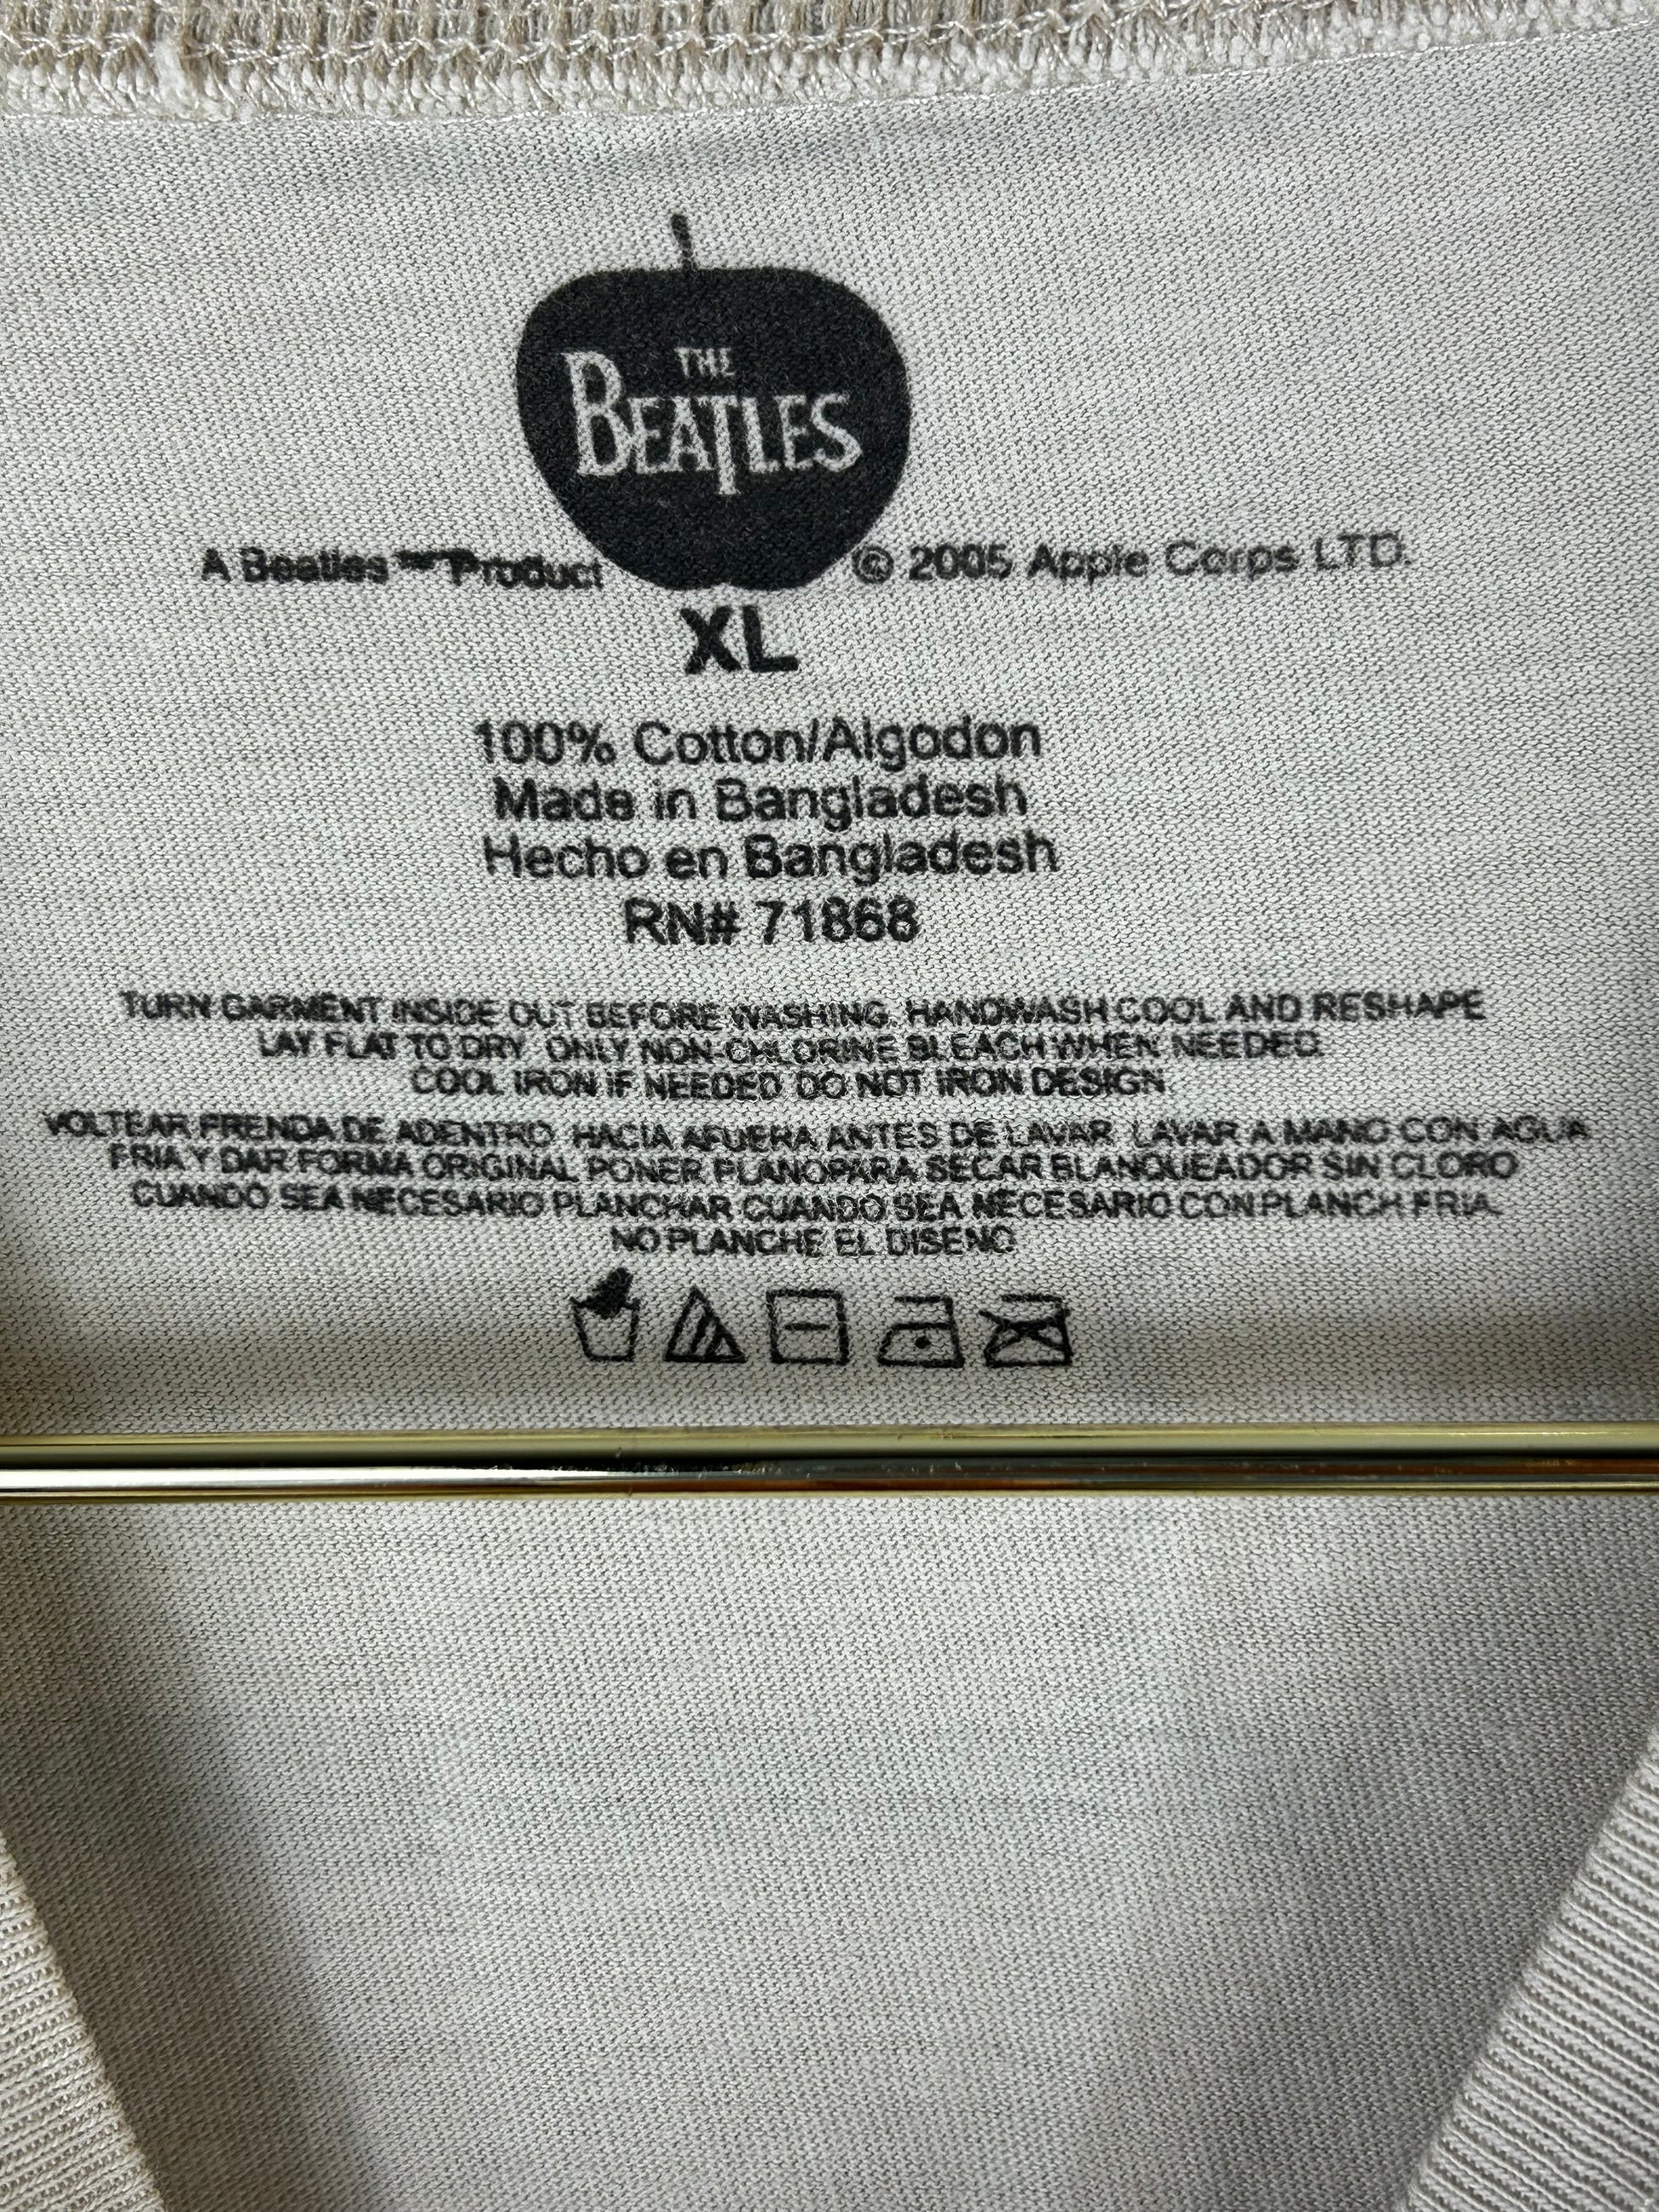 THE
BEATLES
A Beatles™ Product © 2005 Apple Corps LTD.
XL
100% Cotton/Algodon
Made in Bangladesh
Hecho en Bangladesh
RN# 71868
TURN GARMENT INSIDE OUT BEFORE WASHING. HANDWASH COOL AND RESHAPE
LAY FLAT TO DRY ONLY NON-CHLORINE BLEACH WHEN NEEDED.
COOL IRON IF NEEDED DO NOT IRON DESIGN
VOLTEAR PRENDA DE ADENTRO HACIA AFUERA ANTES DE LAVAR LAVAR A MANO CON AGUA
FRIA Y DAR FORMA ORIGINAL PONER PLANOPARA SECAR BLANQUEADOR SIN CLORO
CUANDO SEA NECESARIO PLANCHAR CUANDO SEA NECESARIO CON PLANCH FRIA.
NO PLANCHE EL DISENO